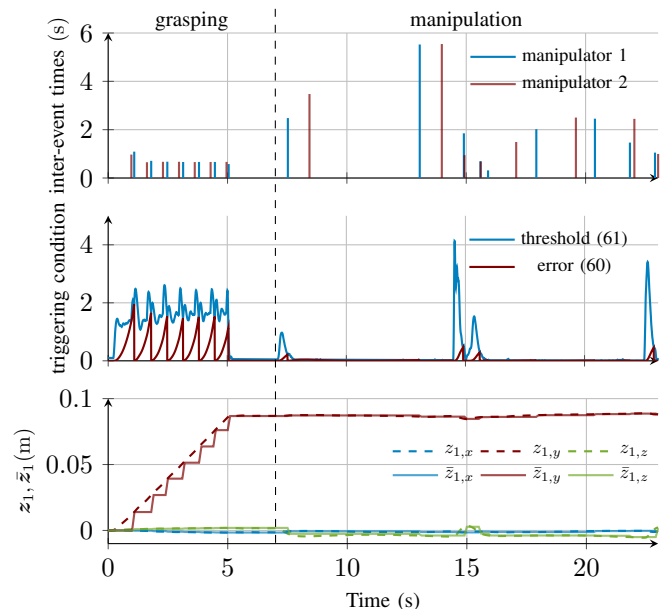 grasping
manipulation
inter-event times (s)
6
4
2
0
manipulator 1
manipulator 2
triggering condition
4
2
0
threshold (61)
error (60)
z₁, z̄₁(m)
0.1
0.05
0
z₁,ₓ z₁,y z₁,z
z̄₁,ₓ z̄₁,y z̄₁,z
0 5 10 15 20
Time (s)